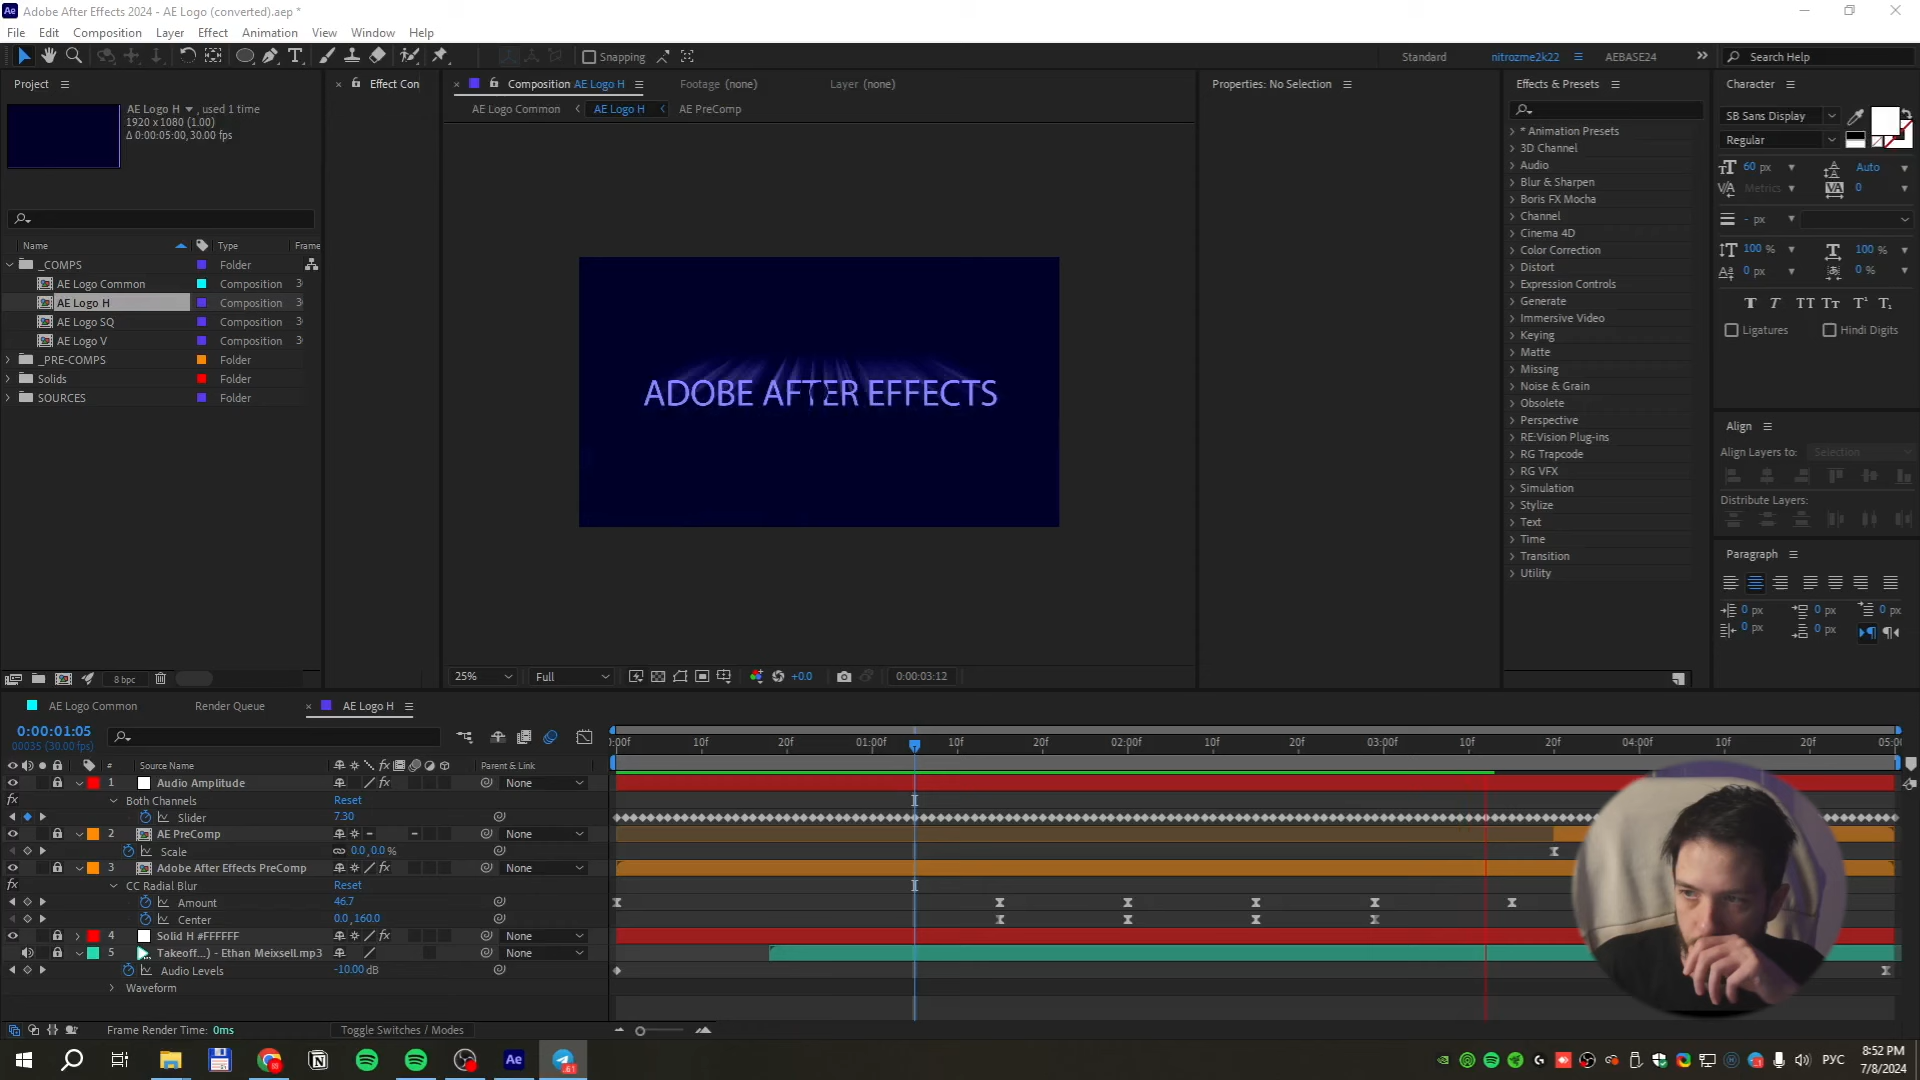 Adobe After Effects 2024 - AE Logo (converted).aep *
File Edit Composition Layer Effect Animation View Window Help
Snapping
Standard nitrozme2k22 AEBASE24 Search Help
Project
AE Logo H , used 1 time
1920 x 1080 (1.00)
Δ 0:00:05:00, 30.00 fps
Name Type Frame
_COMPS Folder
AE Logo Common Composition
AE Logo H Composition
AE Logo SQ Composition
AE Logo V Composition
_PRE-COMPS Folder
Solids Folder
SOURCES Folder
8 bpc
Effect Con
Composition AE Logo H
Footage (none)
Layer (none)
AE Logo Common AE Logo H AE PreComp
ADOBE AFTER EFFECTS
25% Full +0.0 0:00:03:12
Properties: No Selection
Effects & Presets
* Animation Presets
3D Channel
Audio
Blur & Sharpen
Boris FX Mocha
Channel
Cinema 4D
Color Correction
Distort
Expression Controls
Generate
Immersive Video
Keying
Matte
Missing
Noise & Grain
Obsolete
Perspective
RE:Vision Plug-ins
RG Trapcode
RG VFX
Simulation
Stylize
Text
Time
Transition
Utility
Character
SB Sans Display
Regular
60 px Auto
Metrics 0
- px
100 % 100 %
0 px 0 %
Ligatures Hindi Digits
Align
Align Layers to: Selection
Distribute Layers:
Paragraph
0 px 0 px 0 px
0 px 0 px
AE Logo Common Render Queue AE Logo H
0:00:01:05
00035 (30.00 fps)
:00f 10f 20f 01:00f 10f 20f 02:00f 10f 20f 03:00f 10f 20f 04:00f 10f 20f 05:0
# Source Name Parent & Link
1 Audio Amplitude None
Both Channels Reset
Slider 7.30
2 AE PreComp None
Scale 0.0,0.0 %
3 Adobe After Effects PreComp None
CC Radial Blur Reset
Amount 46.7
Center 0.0,160.0
4 Solid H #FFFFFF None
5 Takeoff...) - Ethan Meixsell.mp3 None
Audio Levels -10.00 dB
Waveform
Frame Render Time: 0ms Toggle Switches / Modes
РУС
8:52 PM
7/8/2024